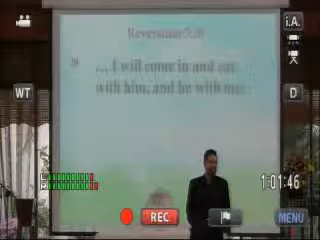 i.A.
Revelation 3:20
... I will come in and eat
with him, and he with me.
WT
D
L
R
1:01:46
REC
MENU